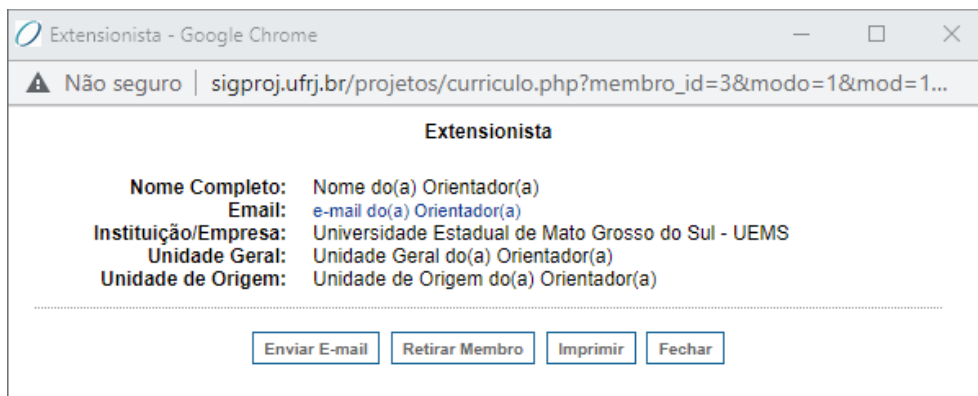 Extensionista - Google Chrome
Não seguro | sigproj.ufrj.br/projetos/curriculo.php?membro_id=3&modo=1&mod=1...
Extensionista
Nome Completo: Nome do(a) Orientador(a)
Email: e-mail do(a) Orientador(a)
Instituição/Empresa: Universidade Estadual de Mato Grosso do Sul - UEMS
Unidade Geral: Unidade Geral do(a) Orientador(a)
Unidade de Origem: Unidade de Origem do(a) Orientador(a)
Enviar E-mail Retirar Membro Imprimir Fechar